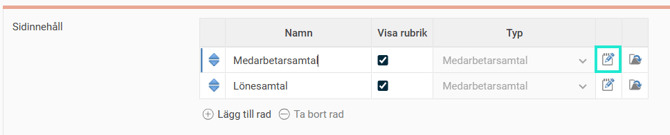 Sidinnehåll
Namn Visa rubrik Typ
Medarbetarsamtal Medarbetarsamtal
Lönesamtal Medarbetarsamtal
Lägg till rad Ta bort rad